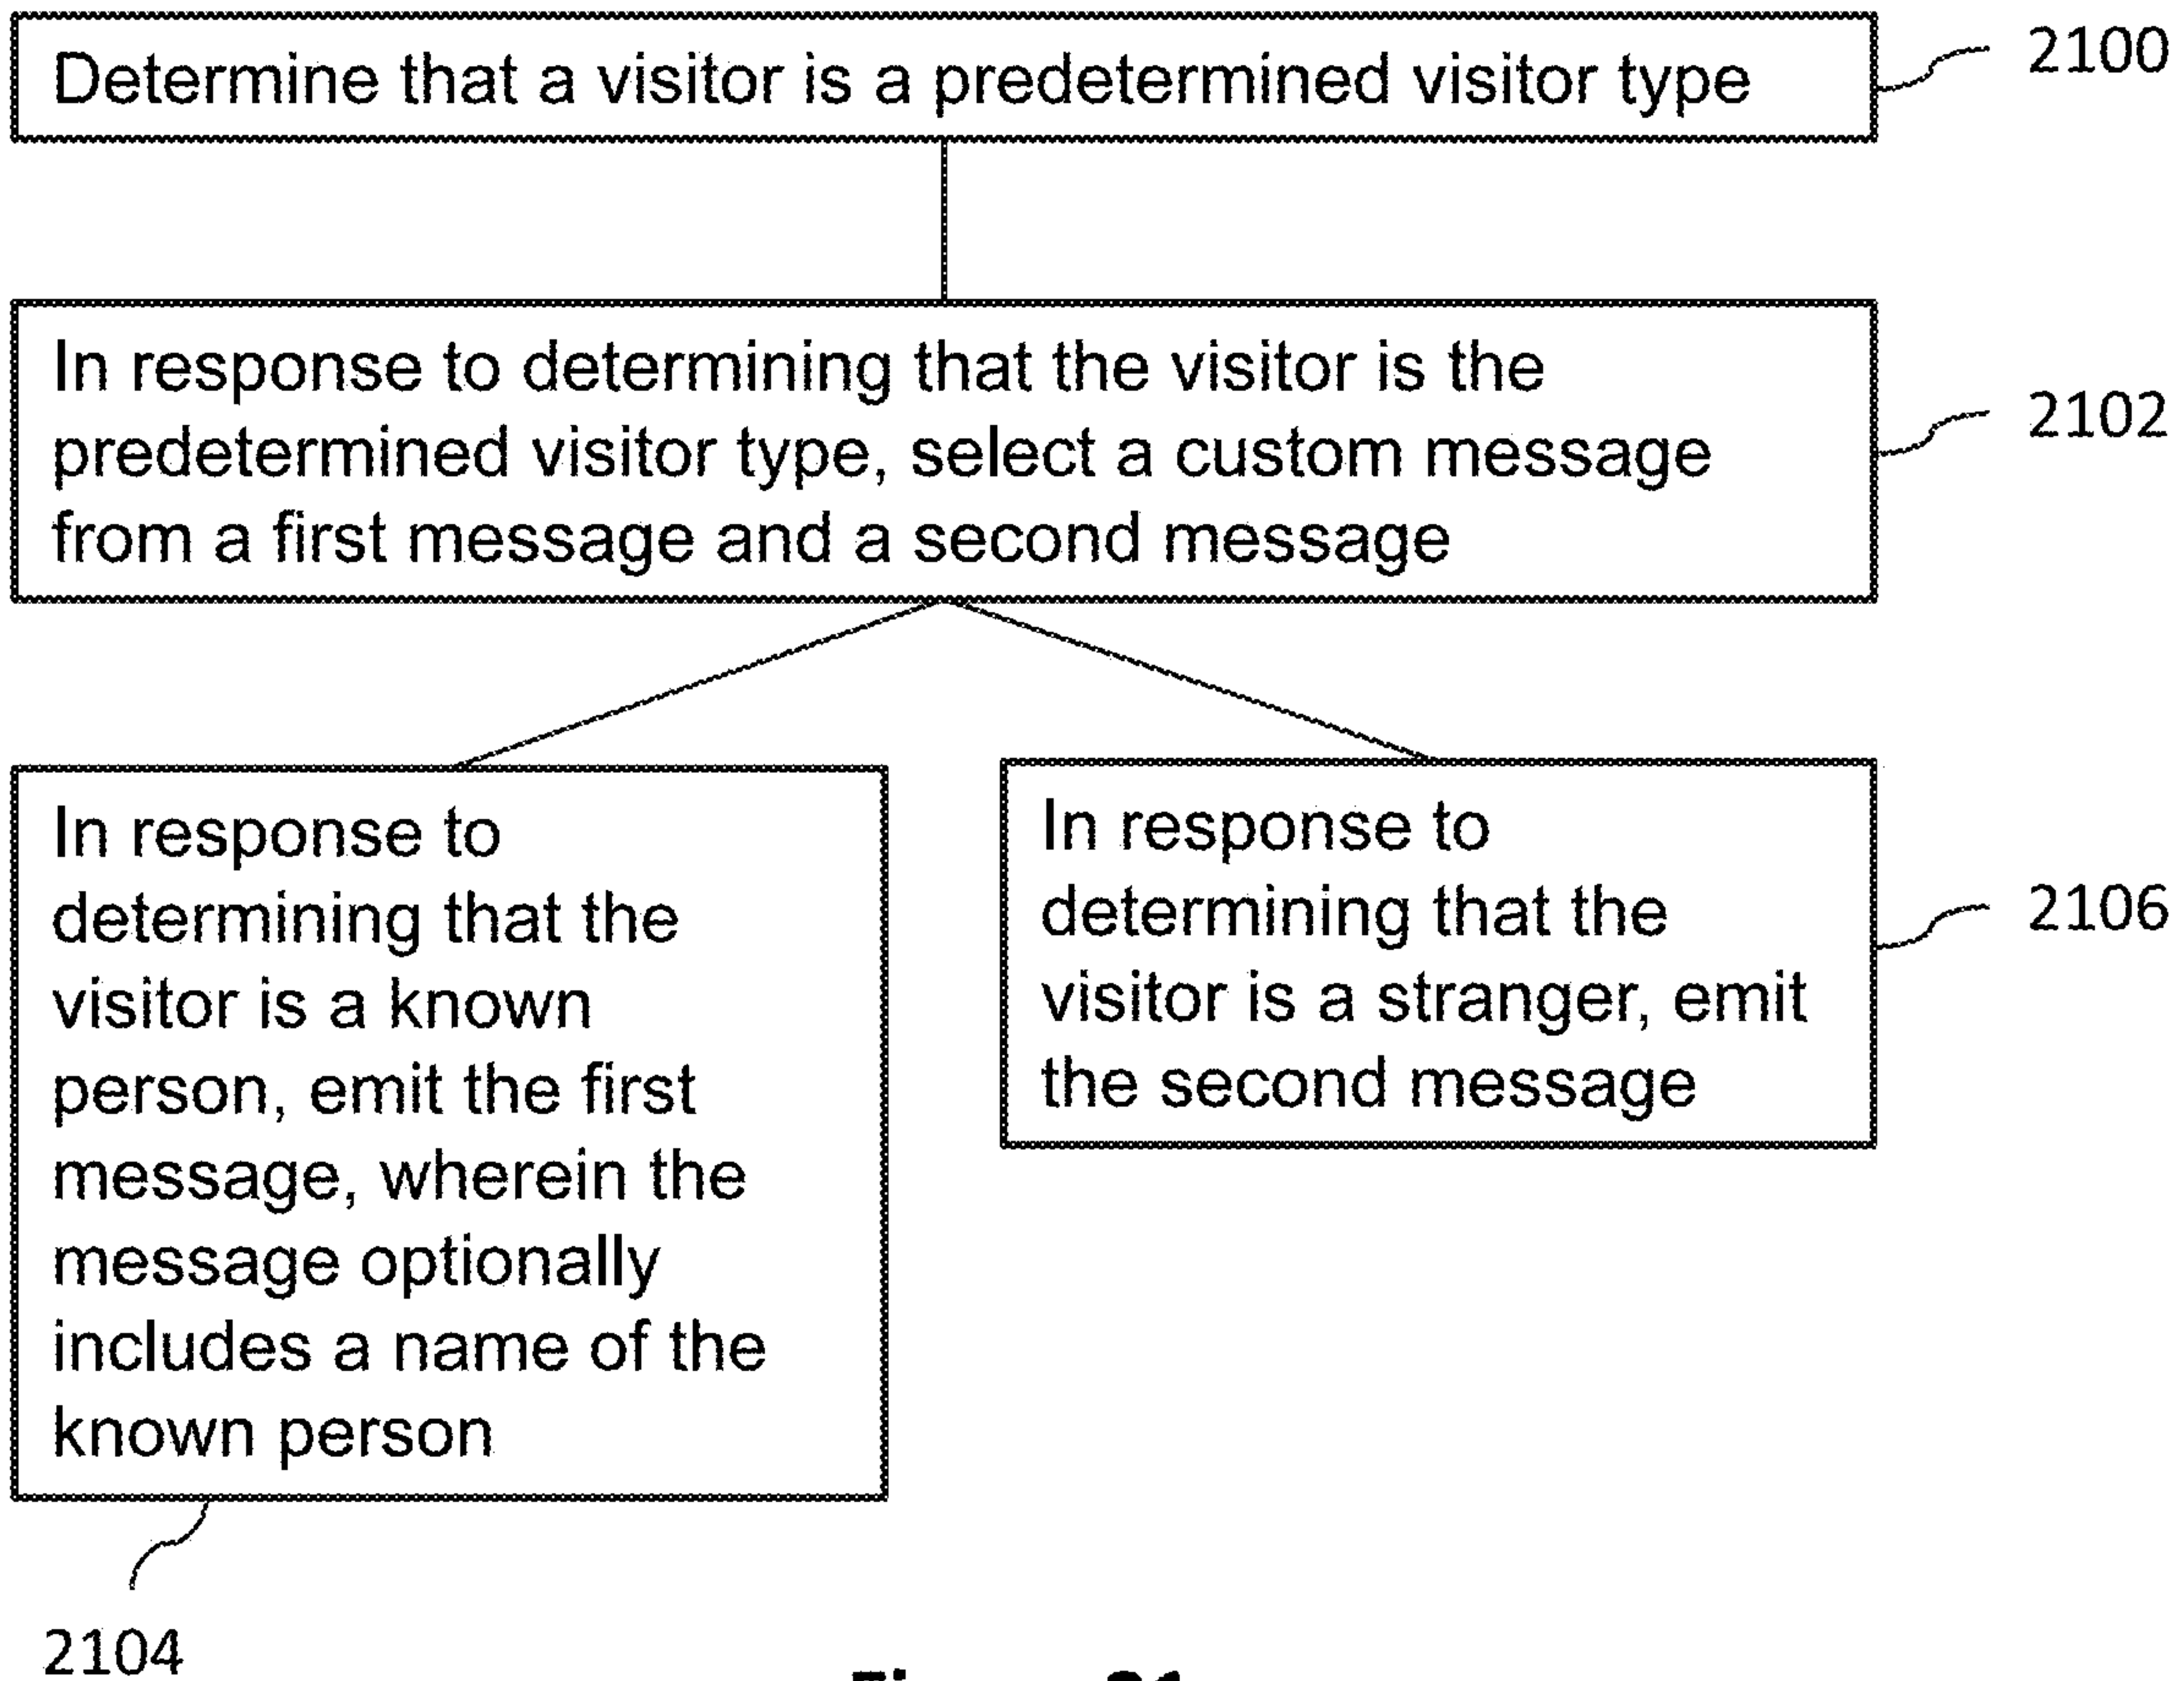 Determine that a visitor is a predetermined visitor type
2100
In response to determining that the visitor is the
predetermined visitor type, select a custom message
from a first message and a second message
2102
In response to
determining that the
visitor is a known
person, emit the first
message, wherein the
message optionally
includes a name of the
known person
2104
In response to
determining that the
visitor is a stranger, emit
the second message
2106